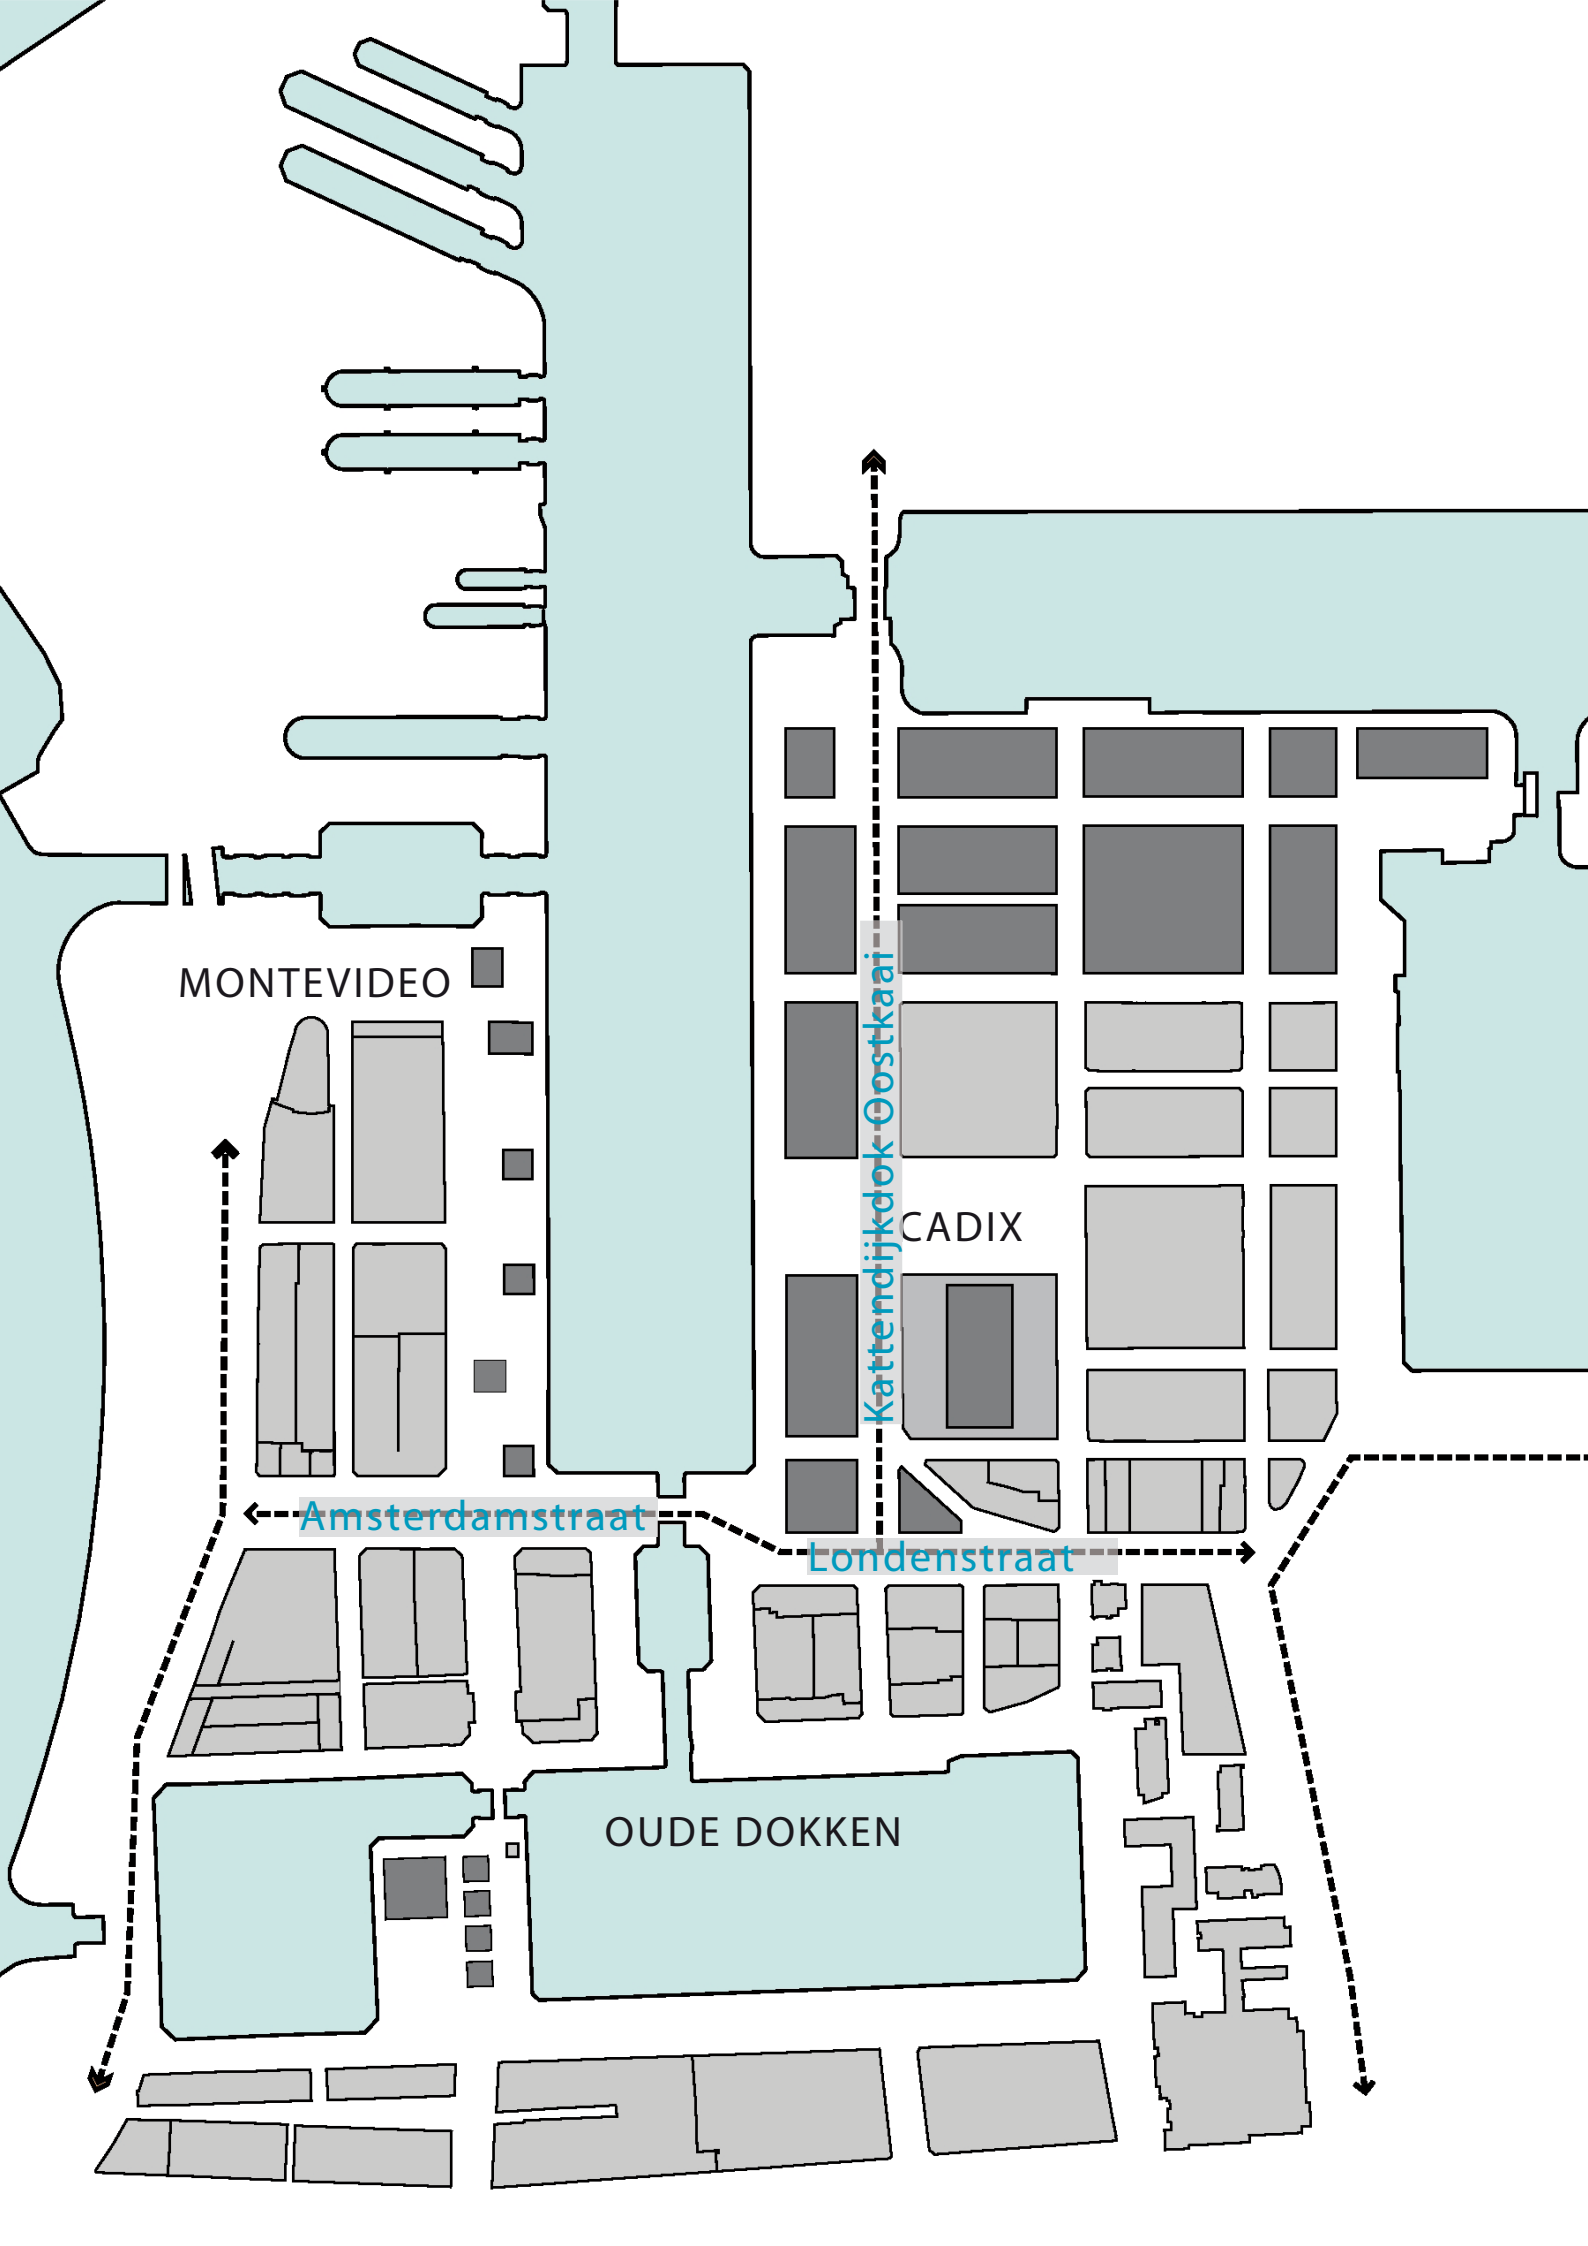 MONTEVIDEO
Kattendijkdok Oostkaai
CADIX
Amsterdamstraat
Londenstraat
OUDE DOKKEN